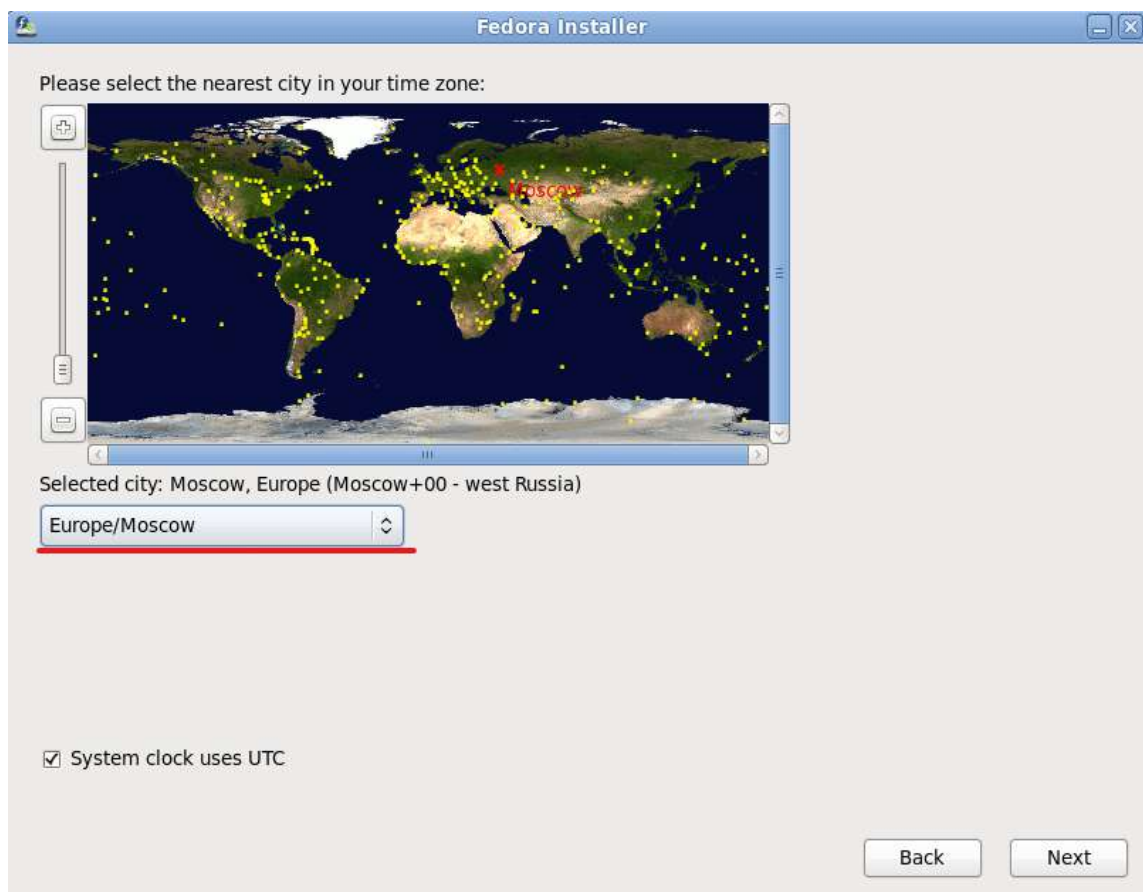 Fedora Installer
Please select the nearest city in your time zone:
Moscow
Selected city: Moscow, Europe (Moscow+00 - west Russia)
Europe/Moscow
System clock uses UTC
Back
Next